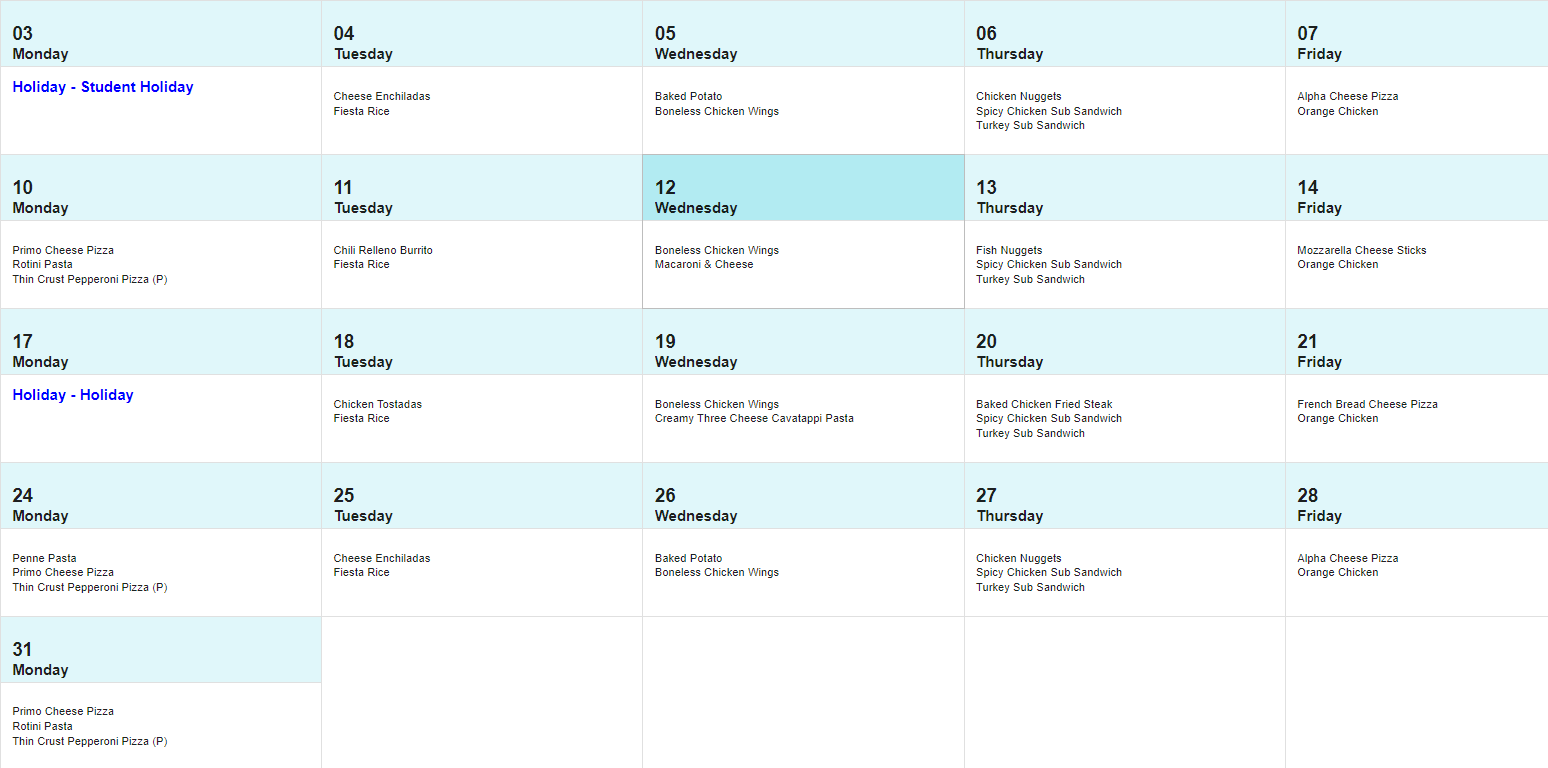 03
Monday
Holiday - Student Holiday
04
Tuesday
Cheese Enchiladas
Fiesta Rice
05
Wednesday
Baked Potato
Boneless Chicken Wings
06
Thursday
Chicken Nuggets
Spicy Chicken Sub Sandwich
Turkey Sub Sandwich
07
Friday
Alpha Cheese Pizza
Orange Chicken
10
Monday
Primo Cheese Pizza
Rotini Pasta
Thin Crust Pepperoni Pizza (P)
11
Tuesday
Chili Relleno Burrito
Fiesta Rice
12
Wednesday
Boneless Chicken Wings
Macaroni & Cheese
13
Thursday
Fish Nuggets
Spicy Chicken Sub Sandwich
Turkey Sub Sandwich
14
Friday
Mozzarella Cheese Sticks
Orange Chicken
17
Monday
Holiday - Holiday
18
Tuesday
Chicken Tostadas
Fiesta Rice
19
Wednesday
Boneless Chicken Wings
Creamy Three Cheese Cavatappi Pasta
20
Thursday
Baked Chicken Fried Steak
Spicy Chicken Sub Sandwich
Turkey Sub Sandwich
21
Friday
French Bread Cheese Pizza
Orange Chicken
24
Monday
Penne Pasta
Primo Cheese Pizza
Thin Crust Pepperoni Pizza (P)
25
Tuesday
Cheese Enchiladas
Fiesta Rice
26
Wednesday
Baked Potato
Boneless Chicken Wings
27
Thursday
Chicken Nuggets
Spicy Chicken Sub Sandwich
Turkey Sub Sandwich
28
Friday
Alpha Cheese Pizza
Orange Chicken
31
Monday
Primo Cheese Pizza
Rotini Pasta
Thin Crust Pepperoni Pizza (P)